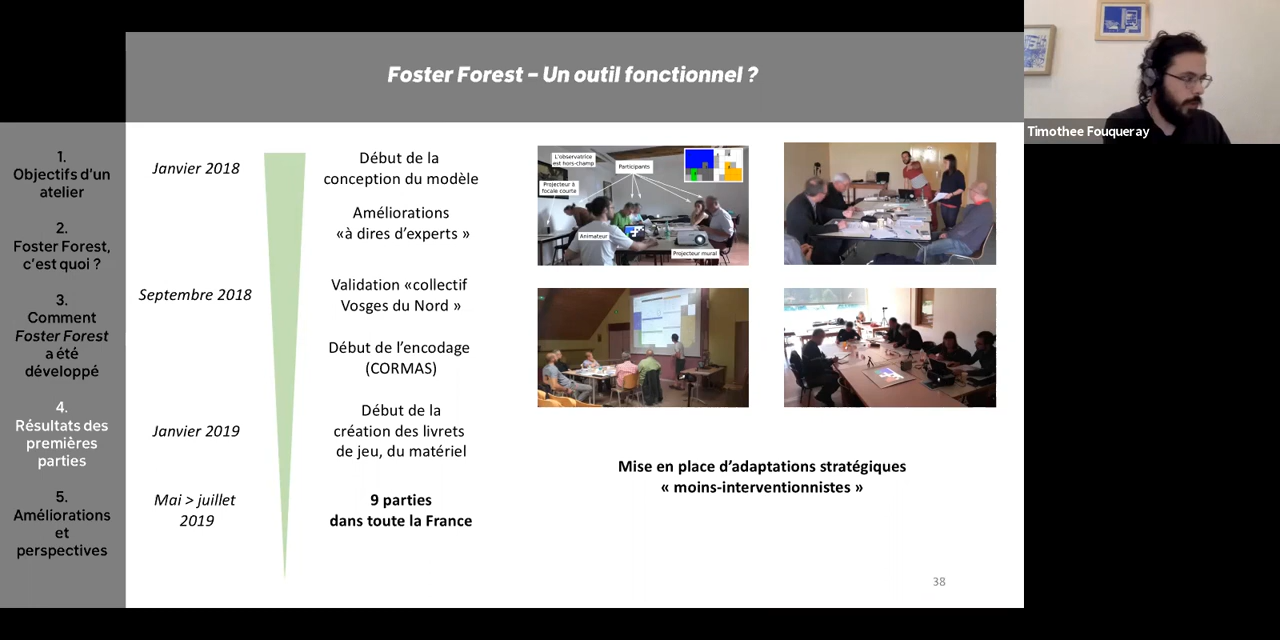 Foster Forest – Un outil fonctionnel ?
Timothee Fouqueray
1.
Objectifs d'un
atelier
2.
Foster Forest,
c'est quoi ?
3.
Comment
Foster Forest
a été
développé
4.
Résultats des
premières
parties
5.
Améliorations
et
perspectives
Janvier 2018
Début de la
conception du modèle
Améliorations
«à dires d'experts »
Septembre 2018
Validation «collectif
Vosges du Nord »
Début de l'encodage
(CORMAS)
Janvier 2019
Début de la
création des livrets
de jeu, du matériel
Mai > juillet
2019
9 parties
dans toute la France
L'observatrice
est hors-champ
Participants
Projecteur à
focale courte
Animateur
Projecteur mural
Mise en place d'adaptations stratégiques
« moins-interventionnistes »
38